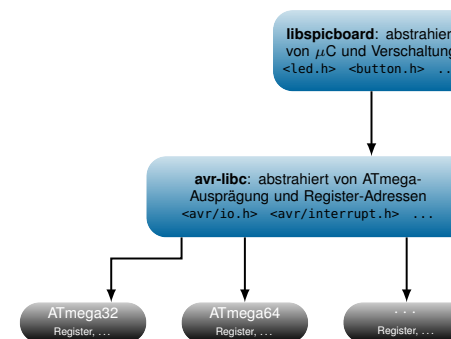 libspicboard: abstrahiert
von µC und Verschaltung
<led.h> <button.h> ..
avr-libc: abstrahiert von ATmega-
Ausprägung und Register-Adressen
<avr/io.h> <avr/interrupt.h> ...
ATmega32 ATmega64 ...
Register, ... Register, ... Register, ...